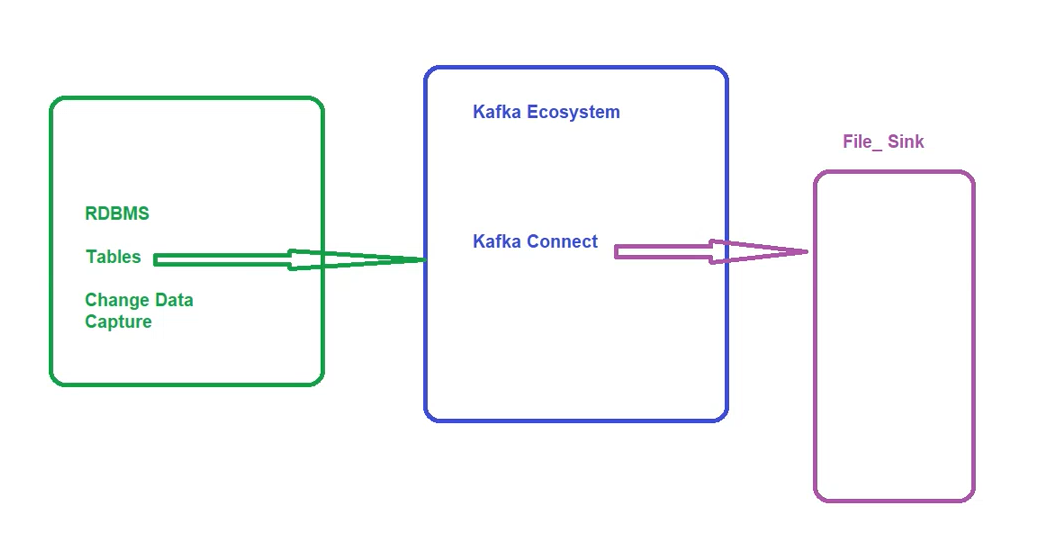 RDBMS
Tables
Change Data
Capture
Kafka Ecosystem
Kafka Connect
File_ Sink